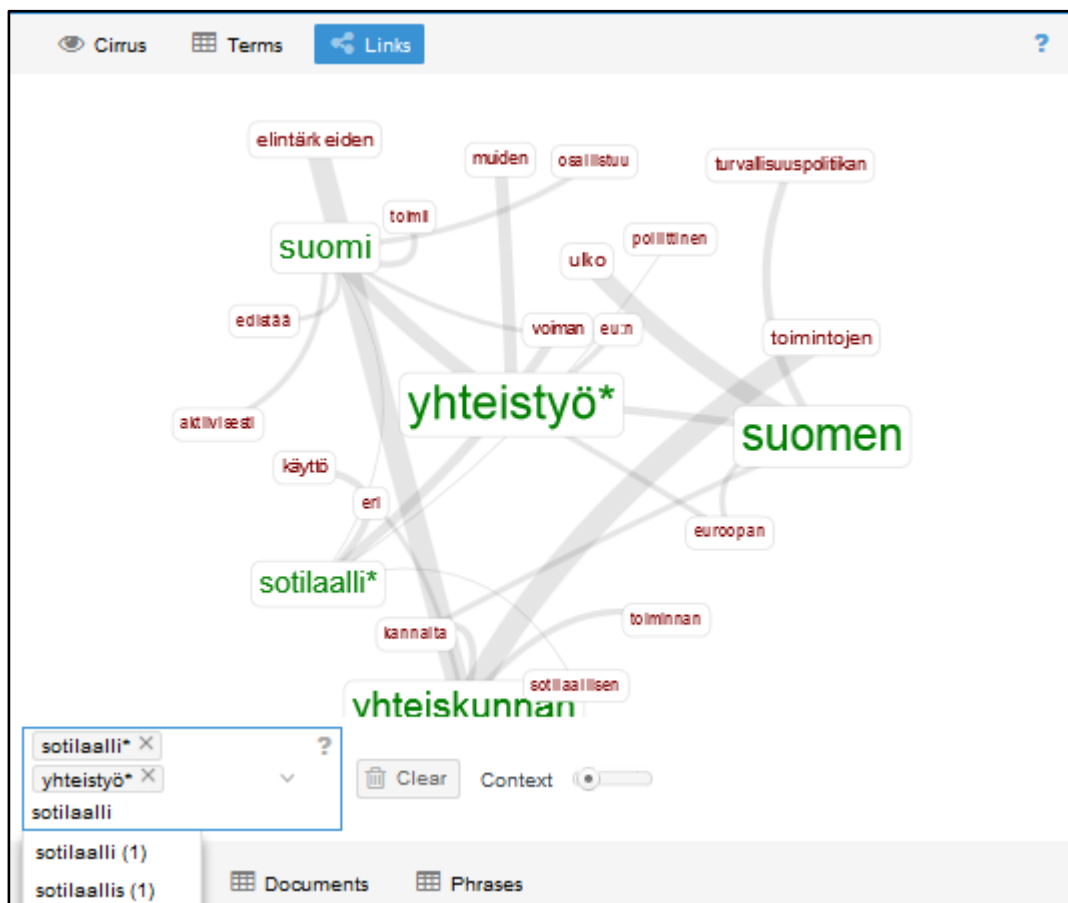 Cirrus Terms Links ?
elintärkeiden
muiden
osallistuu
turvallisuuspolitikan
toimii
suomi
poliittinen
ulko
edistää
voiman
eu:n
toimintojen
yhteistyö*
aktiivisesti
suomen
käyttö
eri
euroopan
sotilaalli*
toiminnan
kannalta
sotilaallisen
yhteiskunnan
sotilaalli* ?
yhteistyö*
Clear Context
sotilaalli
sotilaalli (1)
sotilaallis (1)
Documents Phrases